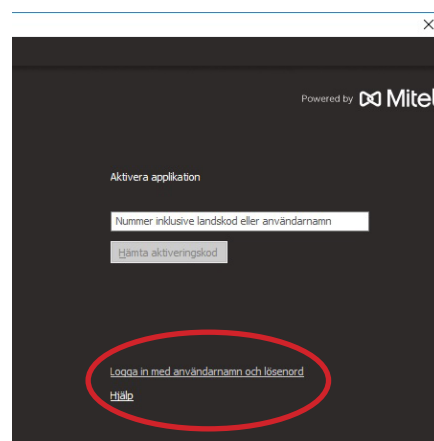 Powered by Mitel
Aktivera applikation
Nummer inklusive landskod eller användarnamn
Hämta aktiveringskod
Logga in med användarnamn och lösenord
Hjälp